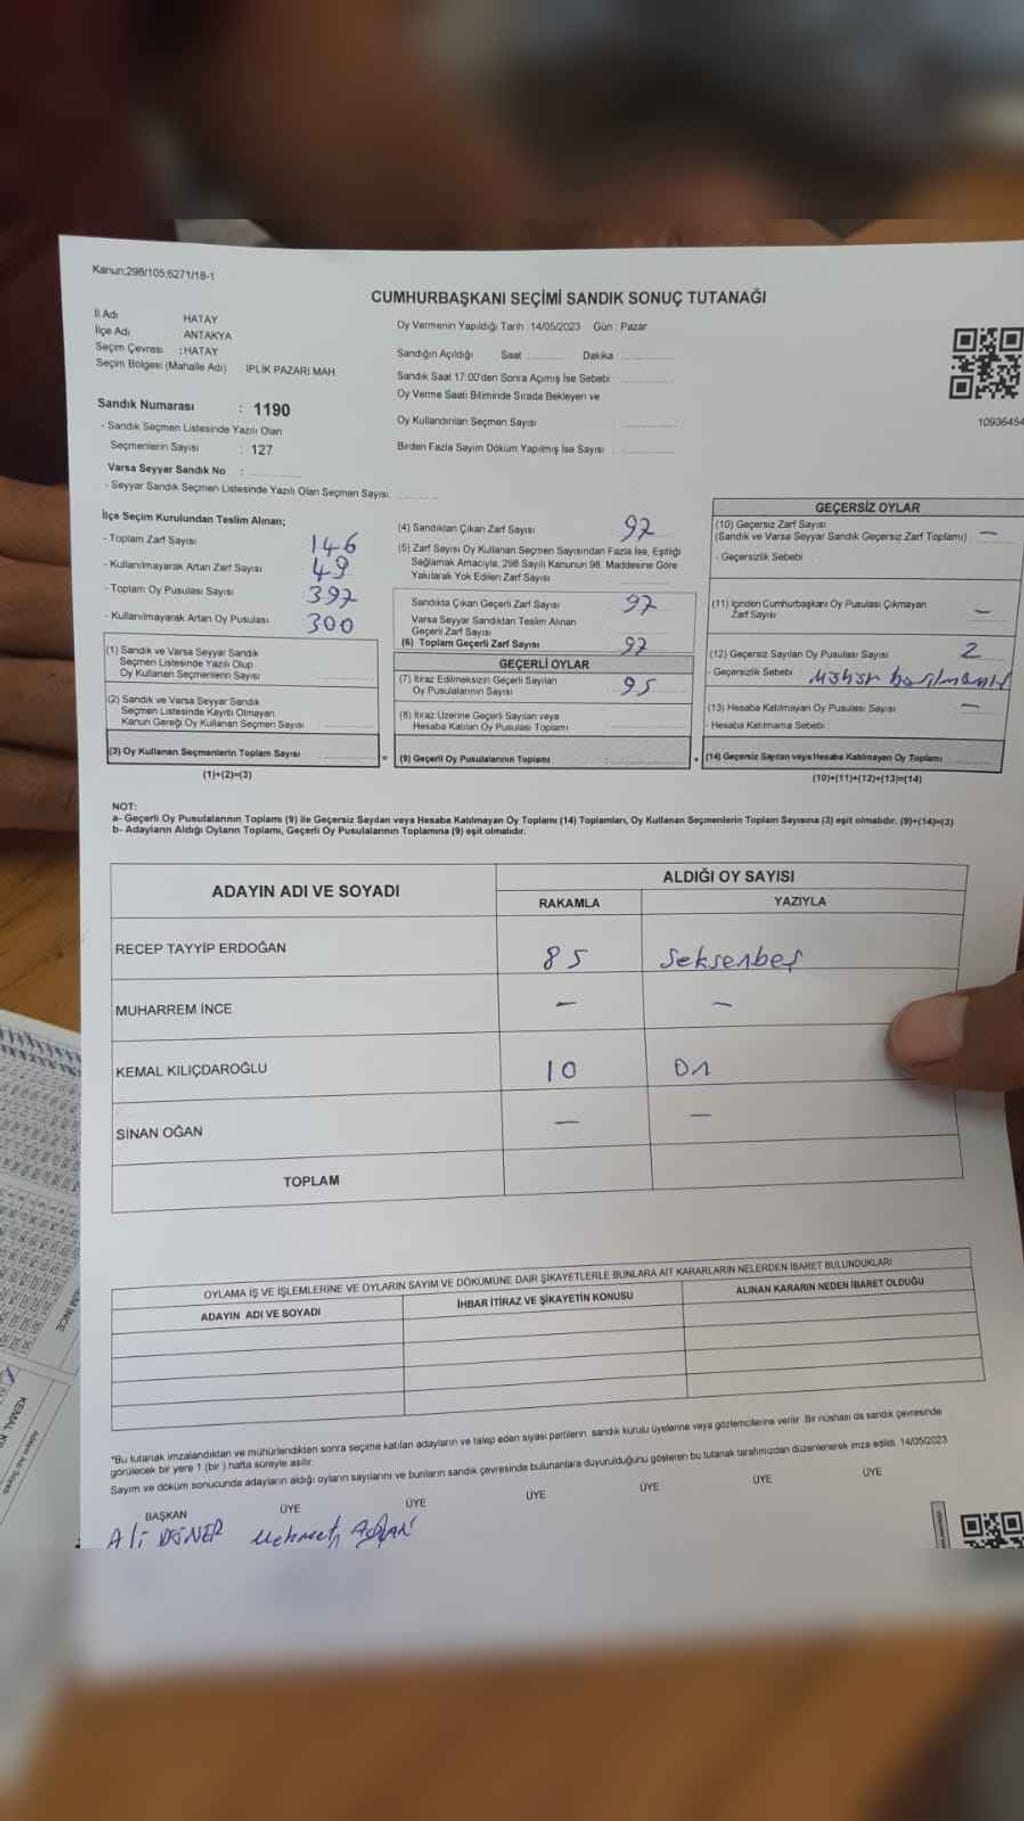 Kanun;298/105;6271/18-1
CUMHURBAŞKANI SEÇİMİ SANDIK SONUÇ TUTANAĞI
İl Adı HATAY
İlçe Adı ANTAKYA
Seçim Çevresi : HATAY
Seçim Bölgesi (Mahalle Adı) İPLİK PAZARI MAH.
Sandık Numarası : 1190
- Sandık Seçmen Listesinde Yazılı Olan
Seçmenlerin Sayısı : 127
Varsa Seyyar Sandık No :
- Seyyar Sandık Seçmen Listesinde Yazılı Olan Seçmen Sayısı
Oy Vermenin Yapıldığı Tarih : 14/05/2023 Gün : Pazar
Sandığın Açıldığı Saat : Dakika :
Sandık Saat 17:00'den Sonra Açımış İse Sebebi
Oy Verme Saati Bitiminde Sırada Bekleyen ve
Oy Kullandırılan Seçmen Sayısı
Birden Fazla Sayım Döküm Yapılmış İse Sayısı :
10936454
İlçe Seçim Kurulundan Teslim Alınan;
- Toplam Zarf Sayısı 146
- Kullanılmayarak Artan Zarf Sayısı 49
- Toplam Oy Pusulası Sayısı 397
- Kullanılmayarak Artan Oy Pusulası 300
(1) Sandık ve Varsa Seyyar Sandık
Seçmen Listesinde Yazılı Olup
Oy Kullanan Seçmenlerin Sayısı
(2) Sandık ve Varsa Seyyar Sandık
Seçmen Listesinde Kayıtlı Olmayan
Kanun Gereği Oy Kullanan Seçmen Sayısı
(3) Oy Kullanan Seçmenlerin Toplam Sayısı
(1)+(2)=(3)
(4) Sandıktan Çıkan Zarf Sayısı 97
(5) Zarf Sayısı Oy Kullanan Seçmen Sayısından Fazla İse, Eşitliği
Sağlamak Amacıyla, 298 Sayılı Kanunun 98. Maddesine Göre
Yakılarak Yok Edilen Zarf Sayısı
Sandıkta Çıkan Geçerli Zarf Sayısı 97
Varsa Seyyar Sandıktan Teslim Alınan
Geçerli Zarf Sayısı
(6) Toplam Geçerli Zarf Sayısı 97
GEÇERLİ OYLAR
(7) İtiraz Edilmeksizin Geçerli Sayılan
Oy Pusulalarının Sayısı 95
(8) İtiraz Üzerine Geçerli Sayılan veya
Hesaba Katılan Oy Pusulası Toplamı
(9) Geçerli Oy Pusulalarının Toplamı :
GEÇERSİZ OYLAR
(10) Geçersiz Zarf Sayısı
(Sandık ve Varsa Seyyar Sandık Geçersiz Zarf Toplamı) —
- Geçersizlik Sebebi
(11) İçinden Cumhurbaşkanı Oy Pusulası Çıkmayan
Zarf Sayısı —
(12) Geçersiz Sayılan Oy Pusulası Sayısı 2
- Geçersizlik Sebebi Mühür basılmamış
(13) Hesaba Katılmayan Oy Pusulası Sayısı —
- Hesaba Katılmama Sebebi :
(14) Geçersiz Sayılan veya Hesaba Katılmayan Oy Toplamı
(10)+(11)+(12)+(13)=(14)
NOT:
a- Geçerli Oy Pusulalarının Toplamı (9) ile Geçersiz Sayılan veya Hesaba Katılmayan Oy Toplamı (14) Toplamları, Oy Kullanan Seçmenlerin Toplam Sayısına (3) eşit olmalıdır. (9)+(14)=(3)
b- Adayların Aldığı Oyların Toplamı, Geçerli Oy Pusulalarının Toplamına (9) eşit olmalıdır.
ADAYIN ADI VE SOYADI ALDIĞI OY SAYISI
RAKAMLA YAZIYLA
RECEP TAYYİP ERDOĞAN 85 Seksenbeş
MUHARREM İNCE — —
KEMAL KILIÇDAROĞLU 10 On
SİNAN OĞAN — —
TOPLAM
OYLAMA İŞ VE İŞLEMLERİNE VE OYLARIN SAYIM VE DÖKÜMÜNE DAİR ŞİKAYETLERLE BUNLARA AİT KARARLARIN NELERDEN İBARET BULUNDUKLARI
ADAYIN ADI VE SOYADI İHBAR İTİRAZ VE ŞİKAYETİN KONUSU ALINAN KARARIN NEDEN İBARET OLDUĞU
*Bu tutanak imzalandıktan ve mühürlendikten sonra seçime katılan adayların ve talep eden siyasi partilerin sandık kurulu üyelerine veya gözlemcilerine verilir. Bir nüshası da sandık çevresinde
görülecek bir yere 1 (bir ) hafta süreyle asılır.
Sayım ve döküm sonucunda adayların aldığı oyların sayılarını ve bunların sandık çevresinde bulunanlara duyurulduğunu gösteren bu tutanak tarafımızdan düzenlenerek imza edildi. 14/05/2023
BAŞKAN ÜYE ÜYE ÜYE ÜYE ÜYE ÜYE
Ali DÖNER Mehmet
M İNCE